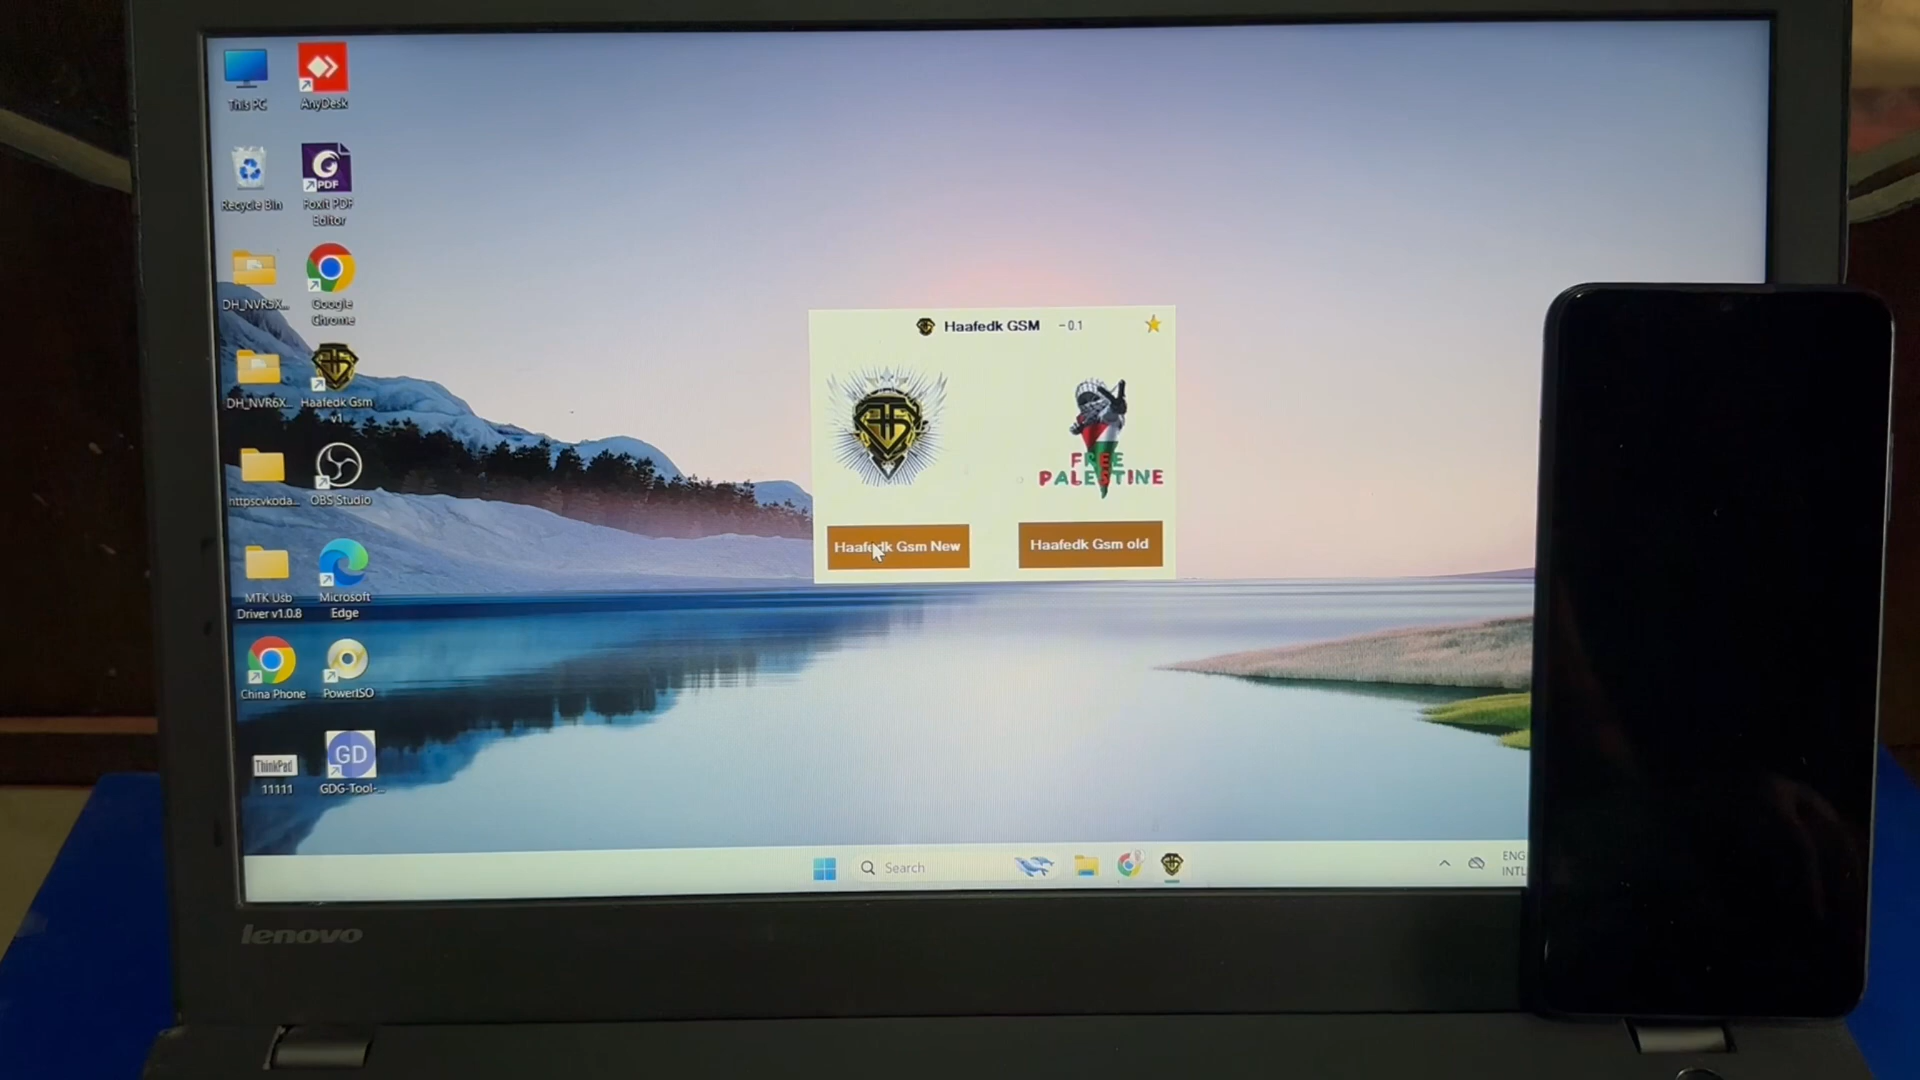 This PC
AnyDesk
Recycle Bin
PDF
Foxit PDF
Editor
DH_NVR5X...
Google
Chrome
DH_NVR6X...
Haafedk Gsm
v1
httpscvkoda...
OBS Studio
MTK Usb
Driver v1.0.8
Microsoft
Edge
China Phone
PowerISO
ThinkPad
11111
GD
GDG-Tool-...
Haafedk GSM
- 0.1
FREE
PALESTINE
Haafedk Gsm New
Haafedk Gsm old
Search
ENG
INTL
lenovo